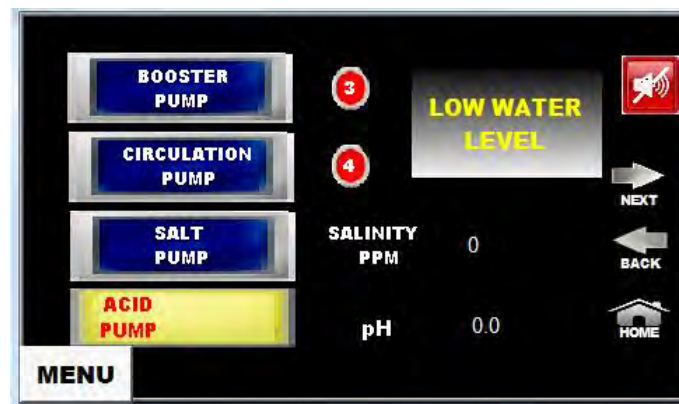 BOOSTER
PUMP
3
LOW WATER
LEVEL
CIRCULATION
PUMP
4
NEXT
SALT
PUMP
SALINITY
PPM
0
BACK
ACID
PUMP
pH
0.0
HOME
MENU